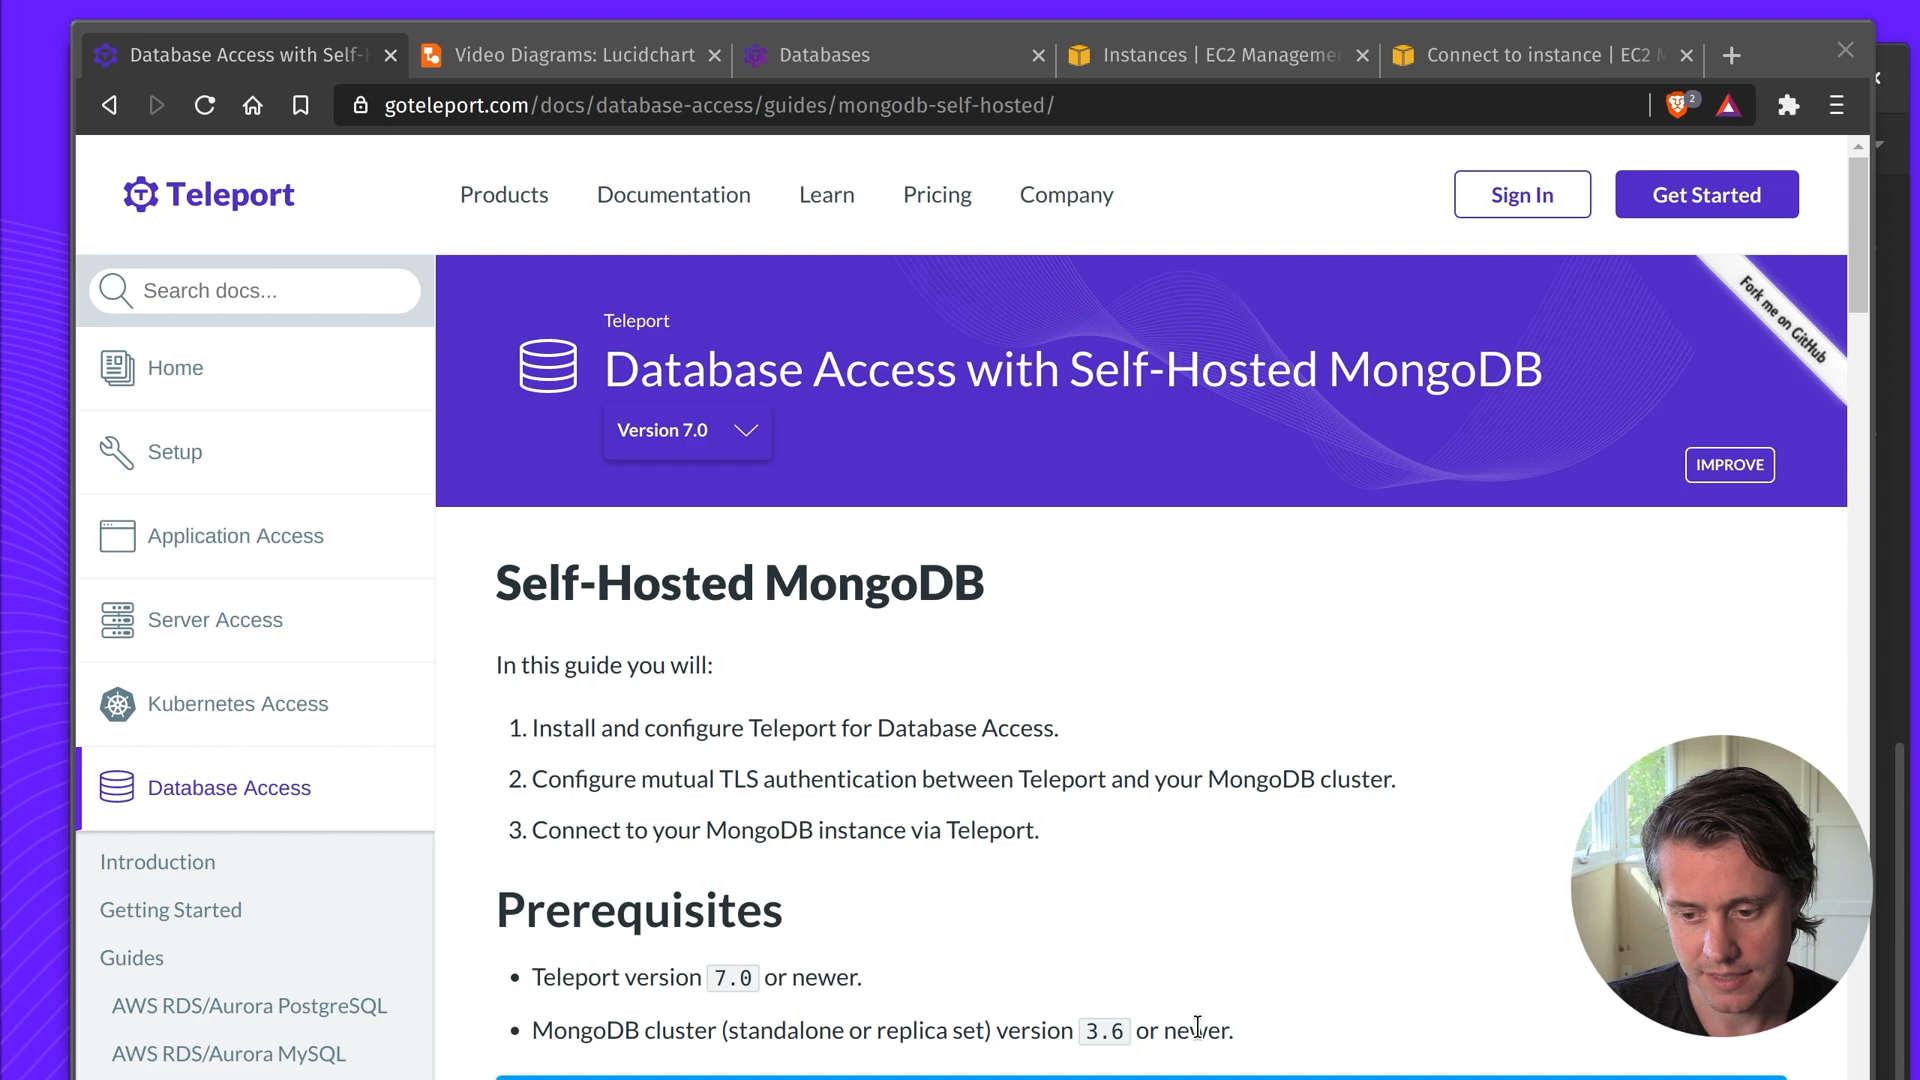 Database Access with Self-H
Video Diagrams: Lucidchart
Databases
Instances | EC2 Manageme
Connect to instance | EC2 M
goteleport.com/docs/database-access/guides/mongodb-self-hosted/
2
Teleport
Products
Documentation
Learn
Pricing
Company
Sign In
Get Started
Search docs...
Home
Setup
Application Access
Server Access
Kubernetes Access
Database Access
Introduction
Getting Started
Guides
AWS RDS/Aurora PostgreSQL
AWS RDS/Aurora MySQL
Teleport
Database Access with Self-Hosted MongoDB
Version 7.0
IMPROVE
Fork me on GitHub
Self-Hosted MongoDB
In this guide you will:
1. Install and configure Teleport for Database Access.
2. Configure mutual TLS authentication between Teleport and your MongoDB cluster.
3. Connect to your MongoDB instance via Teleport.
Prerequisites
• Teleport version 7.0 or newer.
• MongoDB cluster (standalone or replica set) version 3.6 or newer.